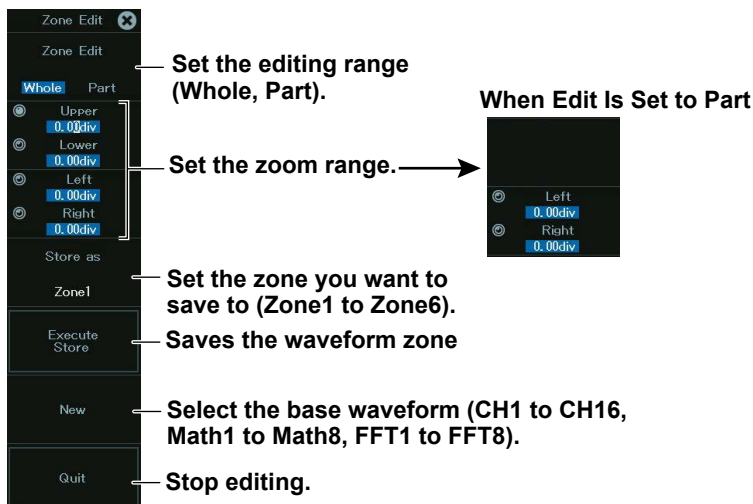 Zone Edit
Zone Edit
Whole Part
Upper
0.00div
Lower
0.00div
Left
0.00div
Right
0.00div
Store as
Zone1
Execute
Store
New
Quit
Set the editing range
(Whole, Part).
Set the zoom range.
Set the zone you want to
save to (Zone1 to Zone6).
Saves the waveform zone
Select the base waveform (CH1 to CH16,
Math1 to Math8, FFT1 to FFT8).
Stop editing.
When Edit Is Set to Part
Left
0.00div
Right
0.00div